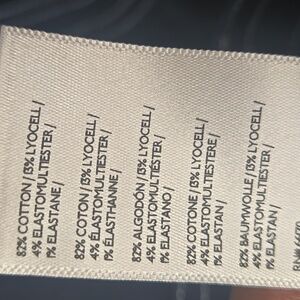 82% COTTON / 13% LYOCELL /
4% ELASTOMULTIESTER /
1% ELASTANE /
82% COTON / 13% LYOCELL /
4% ÉLASTOMULTIESTER /
1% ÉLASTHANNE /
82% ALGODÓN / 13% LYOCELL /
4% ELASTOMULTIESTER /
1% ELASTANO /
82% COTONE / 13% LYOCELL /
4% ELASTOMULTIESTERE /
1% ELASTAN /
82% BAUMWOLLE / 13% LYOCELL /
4% ELASTOMULTIESTER /
1% ELASTAN /